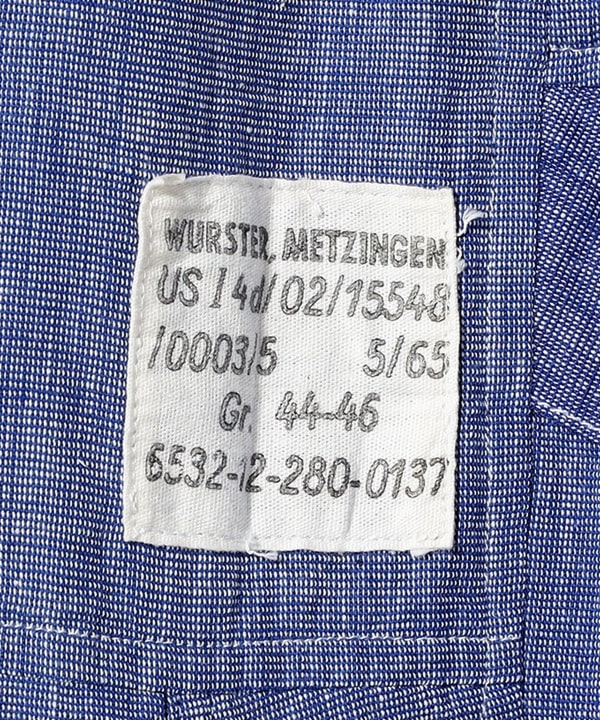 WURSTER, METZINGEN
US I 4d/02/15548
/0003/5 5/65
Gr. 44-46
6532-12-280-0137